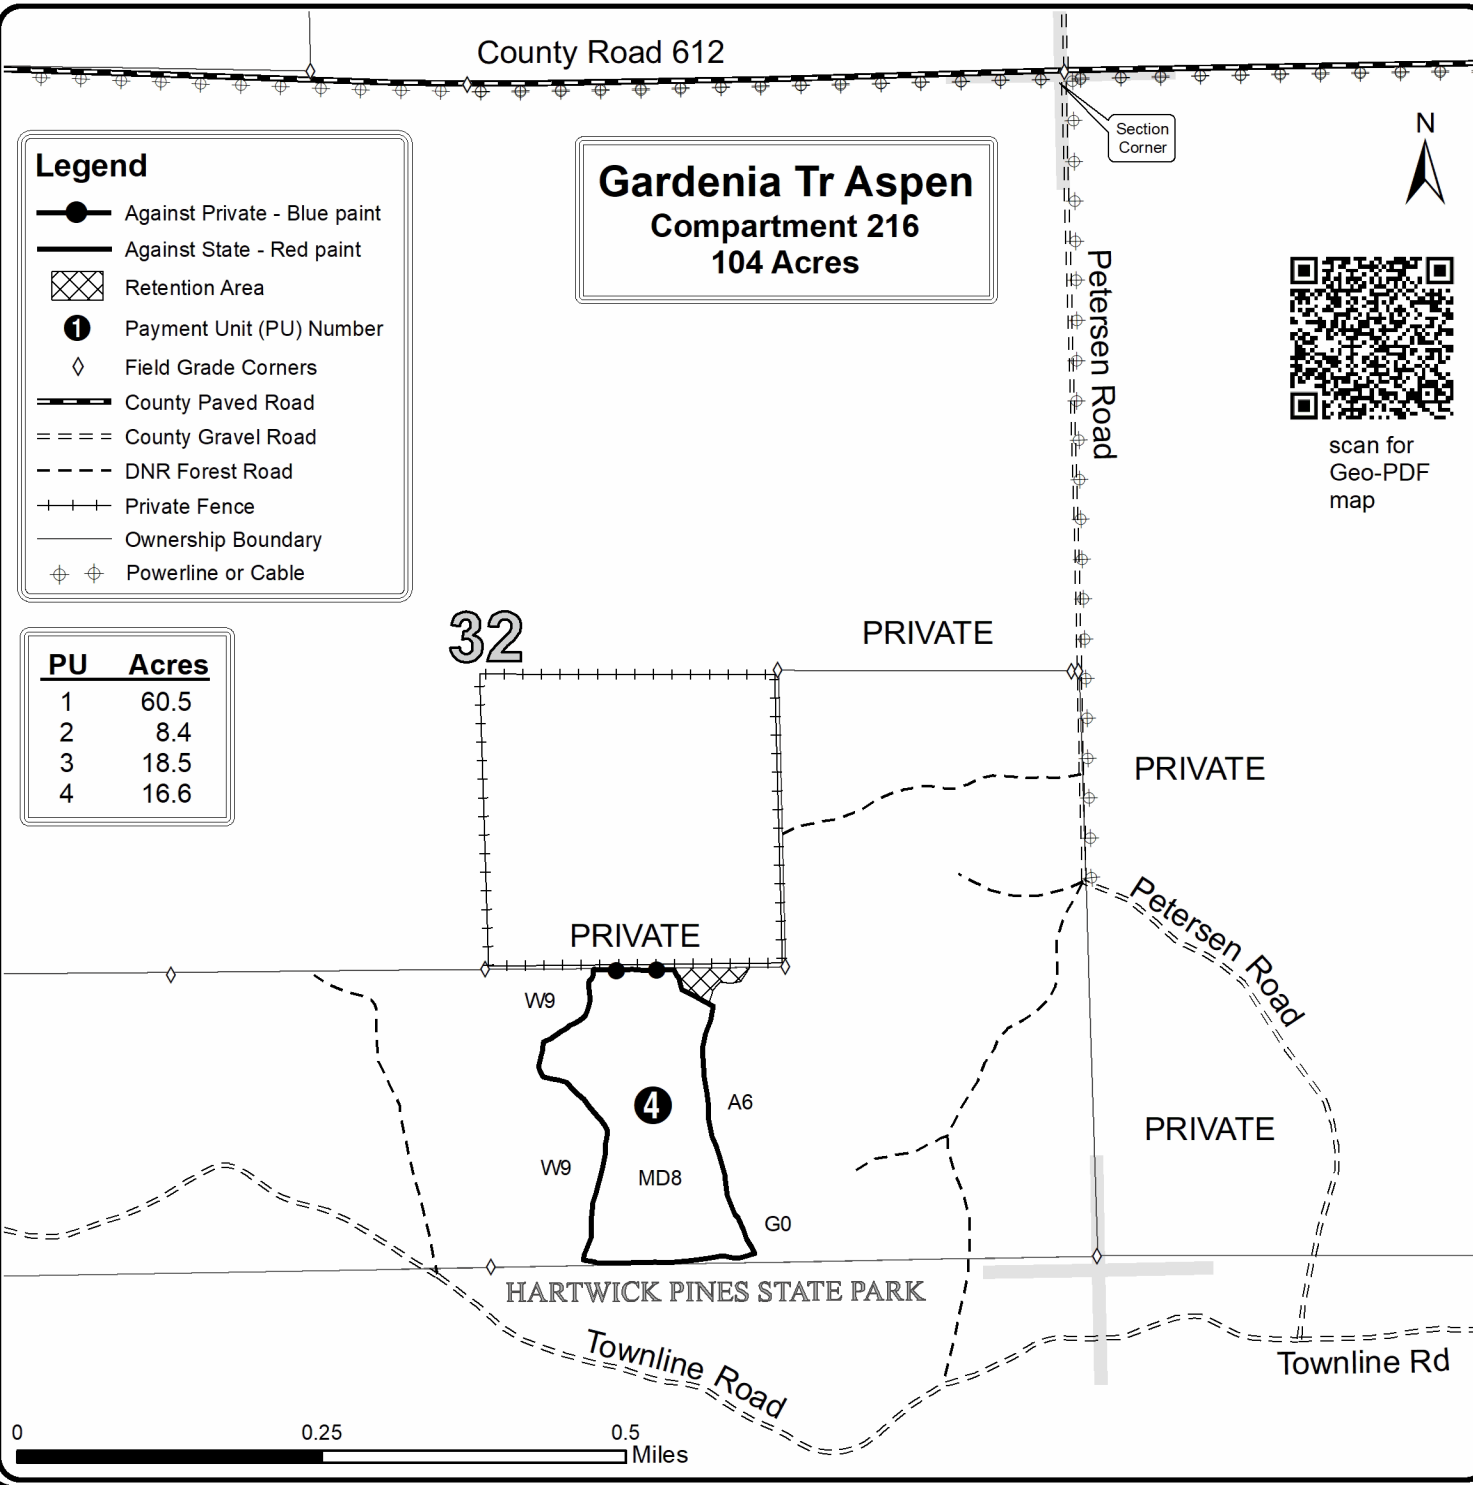 County Road 612
Section
Corner
N
Legend
Against Private - Blue paint
Against State - Red paint
Retention Area
1 Payment Unit (PU) Number
Field Grade Corners
County Paved Road
County Gravel Road
DNR Forest Road
Private Fence
Ownership Boundary
Powerline or Cable
Gardenia Tr Aspen
Compartment 216
104 Acres
Petersen Road
scan for
Geo-PDF
map
32
PRIVATE
PU Acres
1 60.5
2 8.4
3 18.5
4 16.6
PRIVATE
PRIVATE
Petersen Road
W9
4
A6
PRIVATE
W9
MD8
G0
HARTWICK PINES STATE PARK
Townline Road
Townline Rd
0 0.25 0.5
Miles